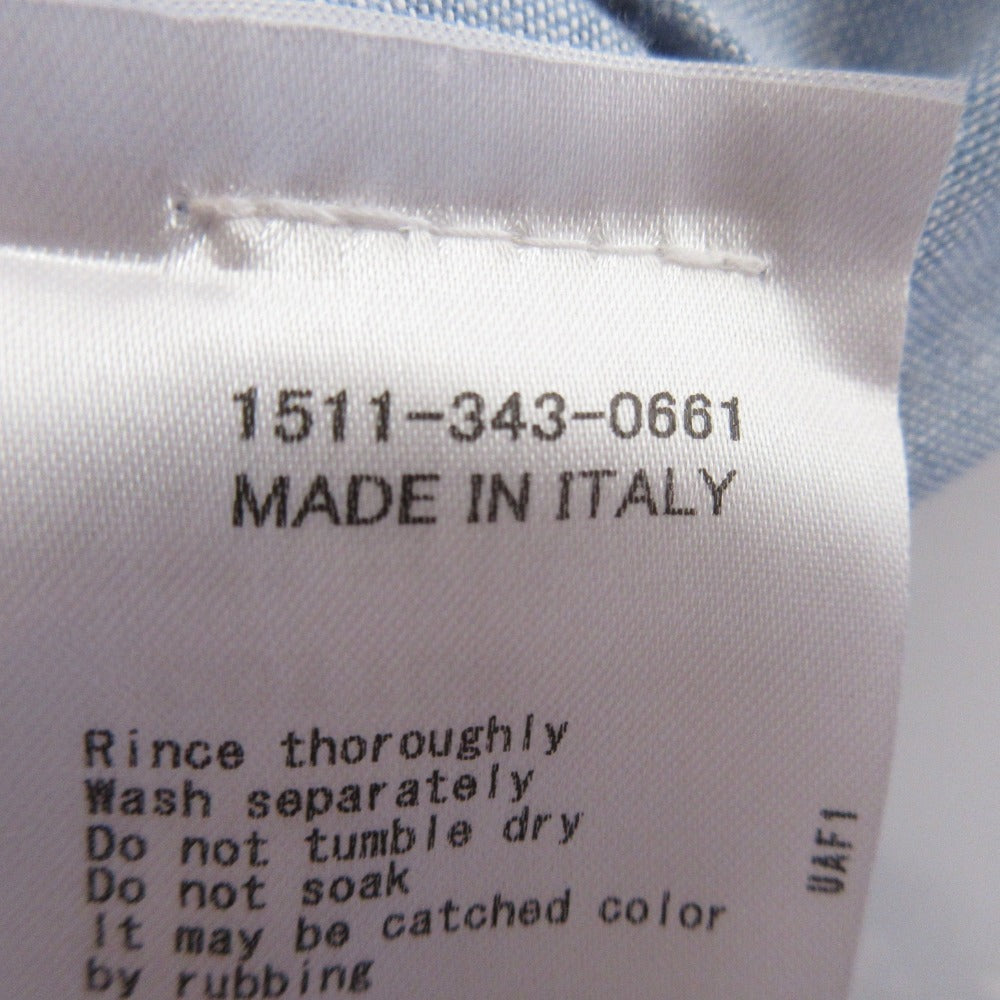 1511-343-0661
MADE IN ITALY
Rince thoroughly
Wash separately
Do not tumble dry
Do not soak
it may be catched color
by rubbing
UAF1